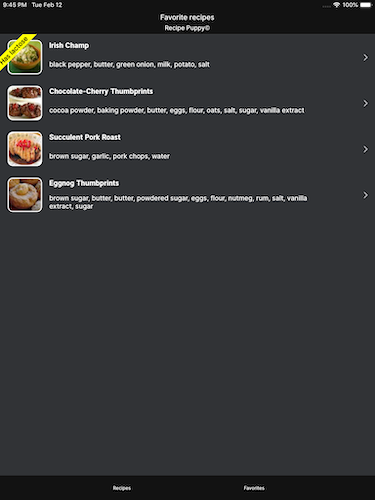 9:45 PM Tue Feb 12
100%
Favorite recipes
Recipe Puppy©
Has lactose
Irish Champ
black pepper, butter, green onion, milk, potato, salt
Chocolate-Cherry Thumbprints
cocoa powder, baking powder, butter, eggs, flour, oats, salt, sugar, vanilla extract
Succulent Pork Roast
brown sugar, garlic, pork chops, water
Eggnog Thumbprints
brown sugar, butter, butter, powdered sugar, eggs, flour, nutmeg, rum, salt, vanilla
extract, sugar
Recipes
Favorites